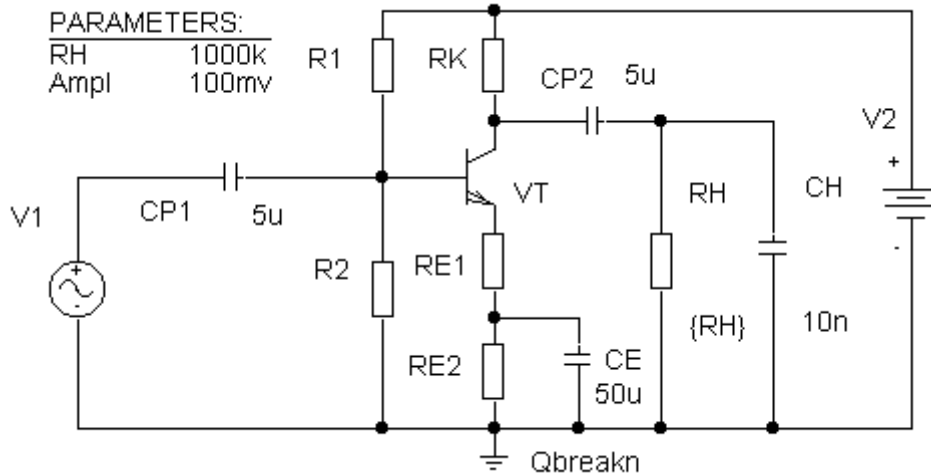 PARAMETERS:
RH 1000k
Ampl 100mv
R1
RK
CP2
5u
V2
+
VT
RH
CH
V1
CP1
5u
+
-
-
R2
RE1
{RH}
10n
RE2
CE
50u
Qbreakn